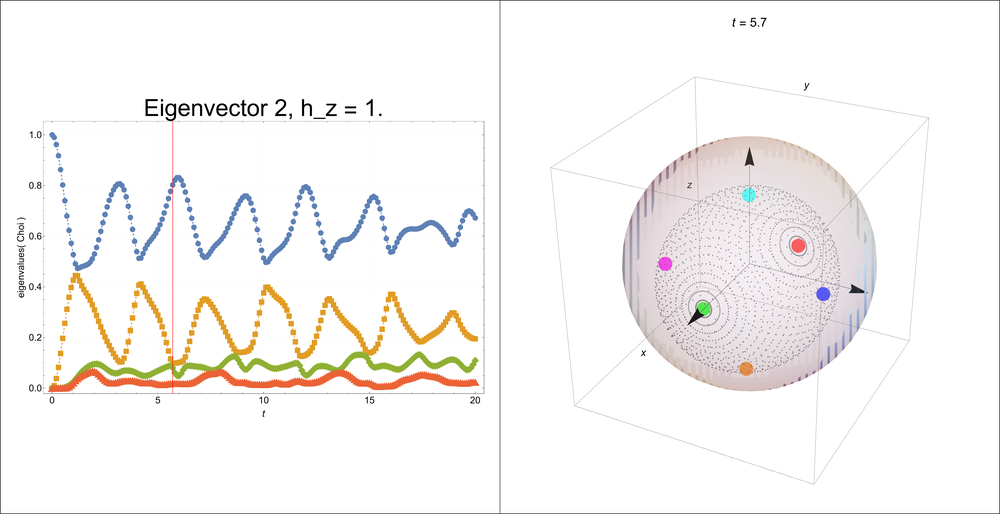 Eigenvector 2, h_z = 1.
eigenvalues( Choi )
1.0
0.8
0.6
0.4
0.2
0.0
0
5
10
15
20
t
t = 5.7
y
z
x